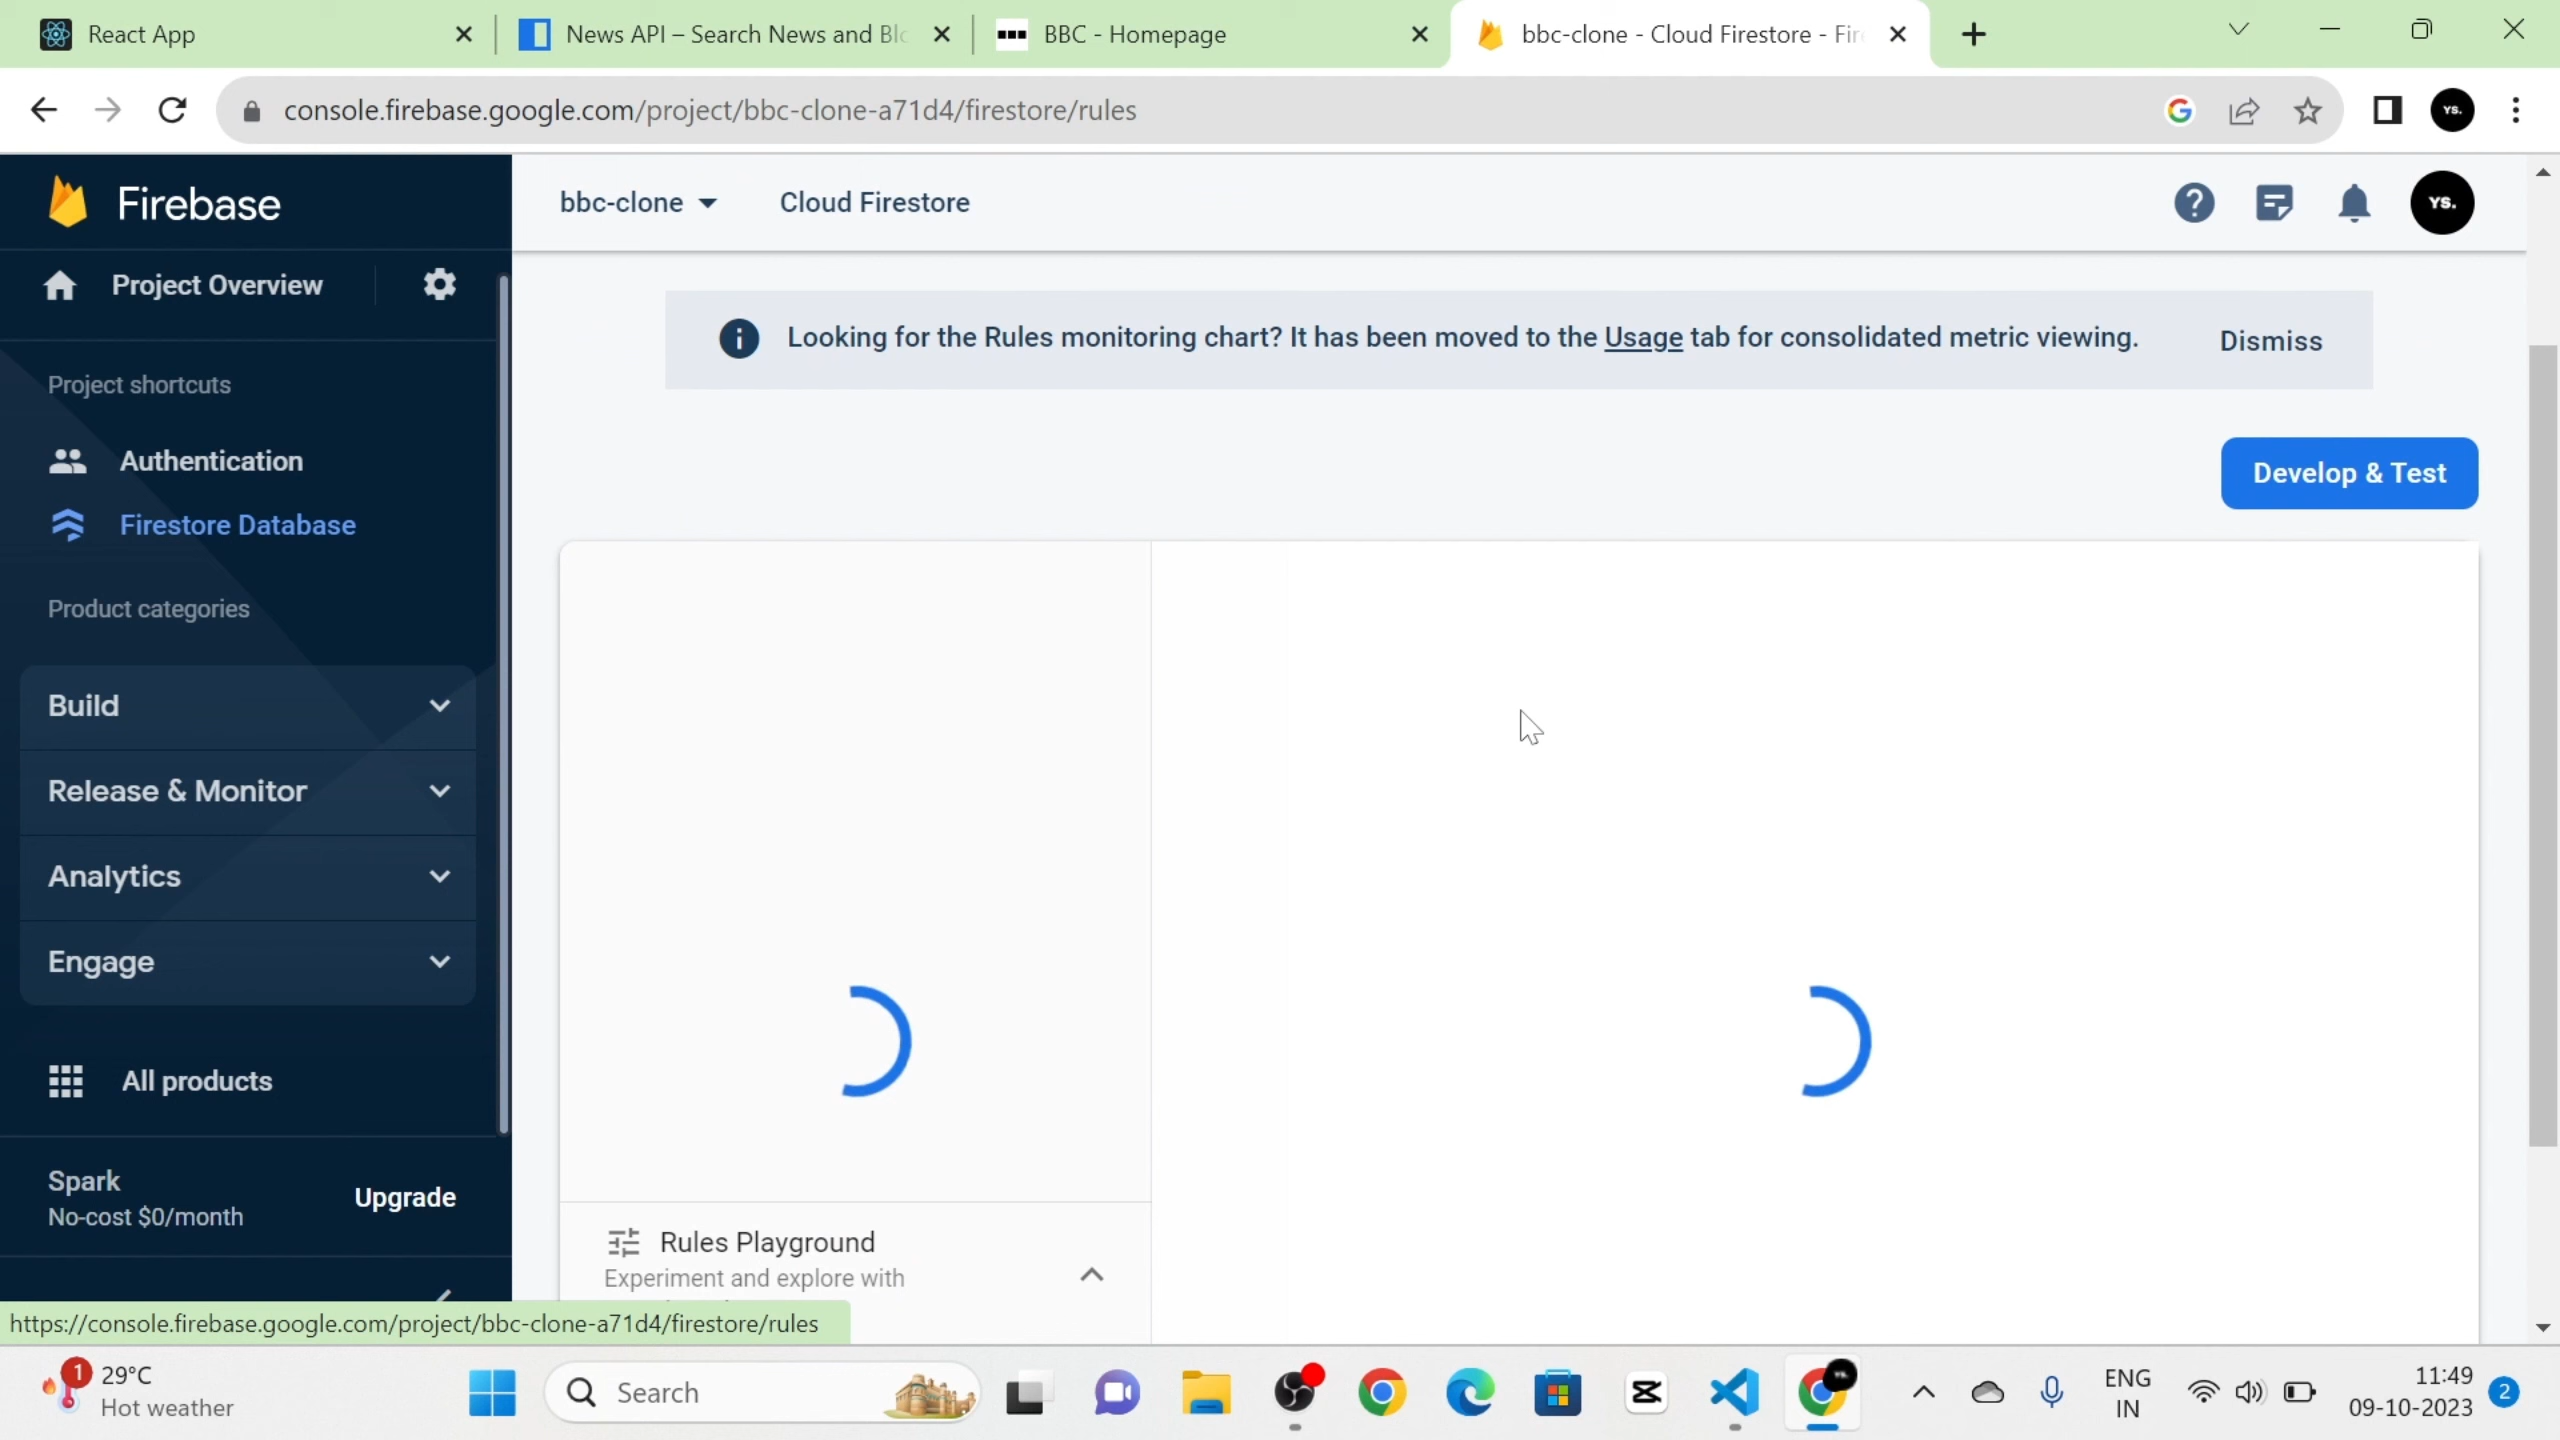 React App
News API – Search News and Blo
BBC - Homepage
bbc-clone - Cloud Firestore - Fir
console.firebase.google.com/project/bbc-clone-a71d4/firestore/rules
YS.
Firebase
bbc-clone
Cloud Firestore
YS.
Project Overview
Looking for the Rules monitoring chart? It has been moved to the Usage tab for consolidated metric viewing.
Dismiss
Project shortcuts
Authentication
Develop & Test
Firestore Database
Product categories
Build
Release & Monitor
Analytics
Engage
All products
Spark
No-cost $0/month
Upgrade
Rules Playground
Experiment and explore with
https://console.firebase.google.com/project/bbc-clone-a71d4/firestore/rules
1
29°C
Hot weather
Search
ENG
IN
11:49
09-10-2023
2